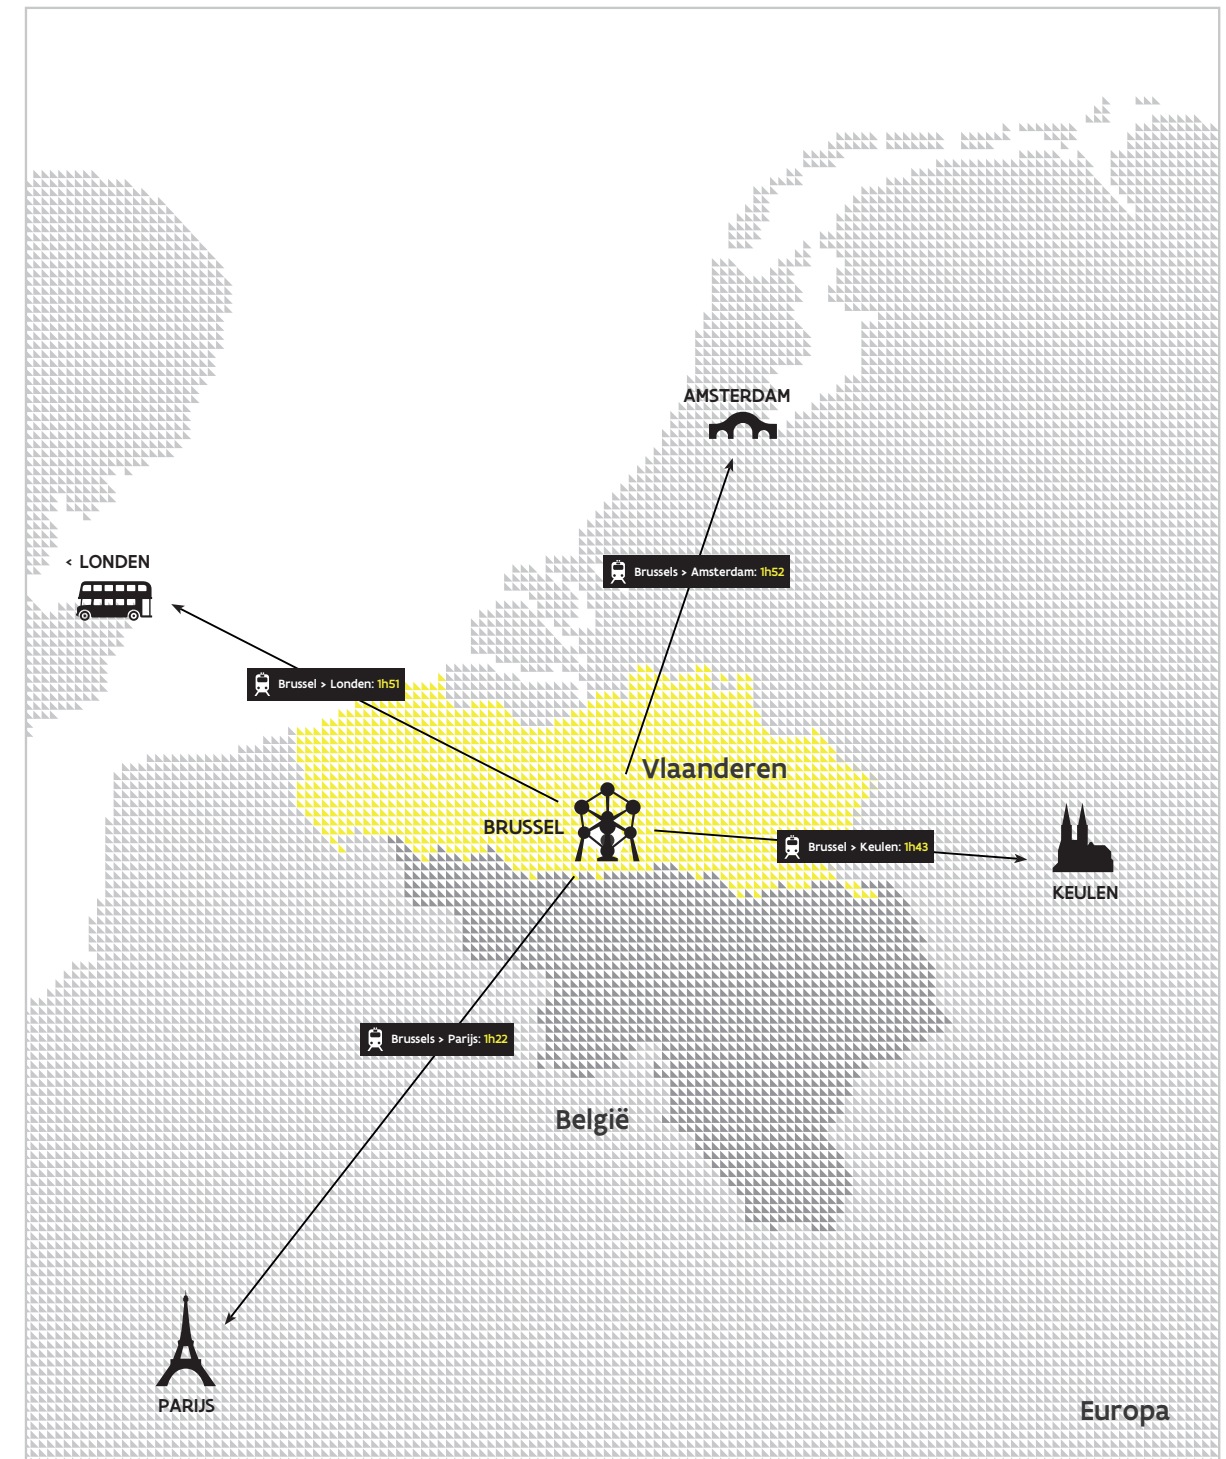 AMSTERDAM
< LONDEN
Brussels > Amsterdam: 1h52
Brussel > Londen: 1h51
Vlaanderen
BRUSSEL
Brussel > Keulen: 1h43
KEULEN
Brussels > Parijs: 1h22
België
PARIJS
Europa